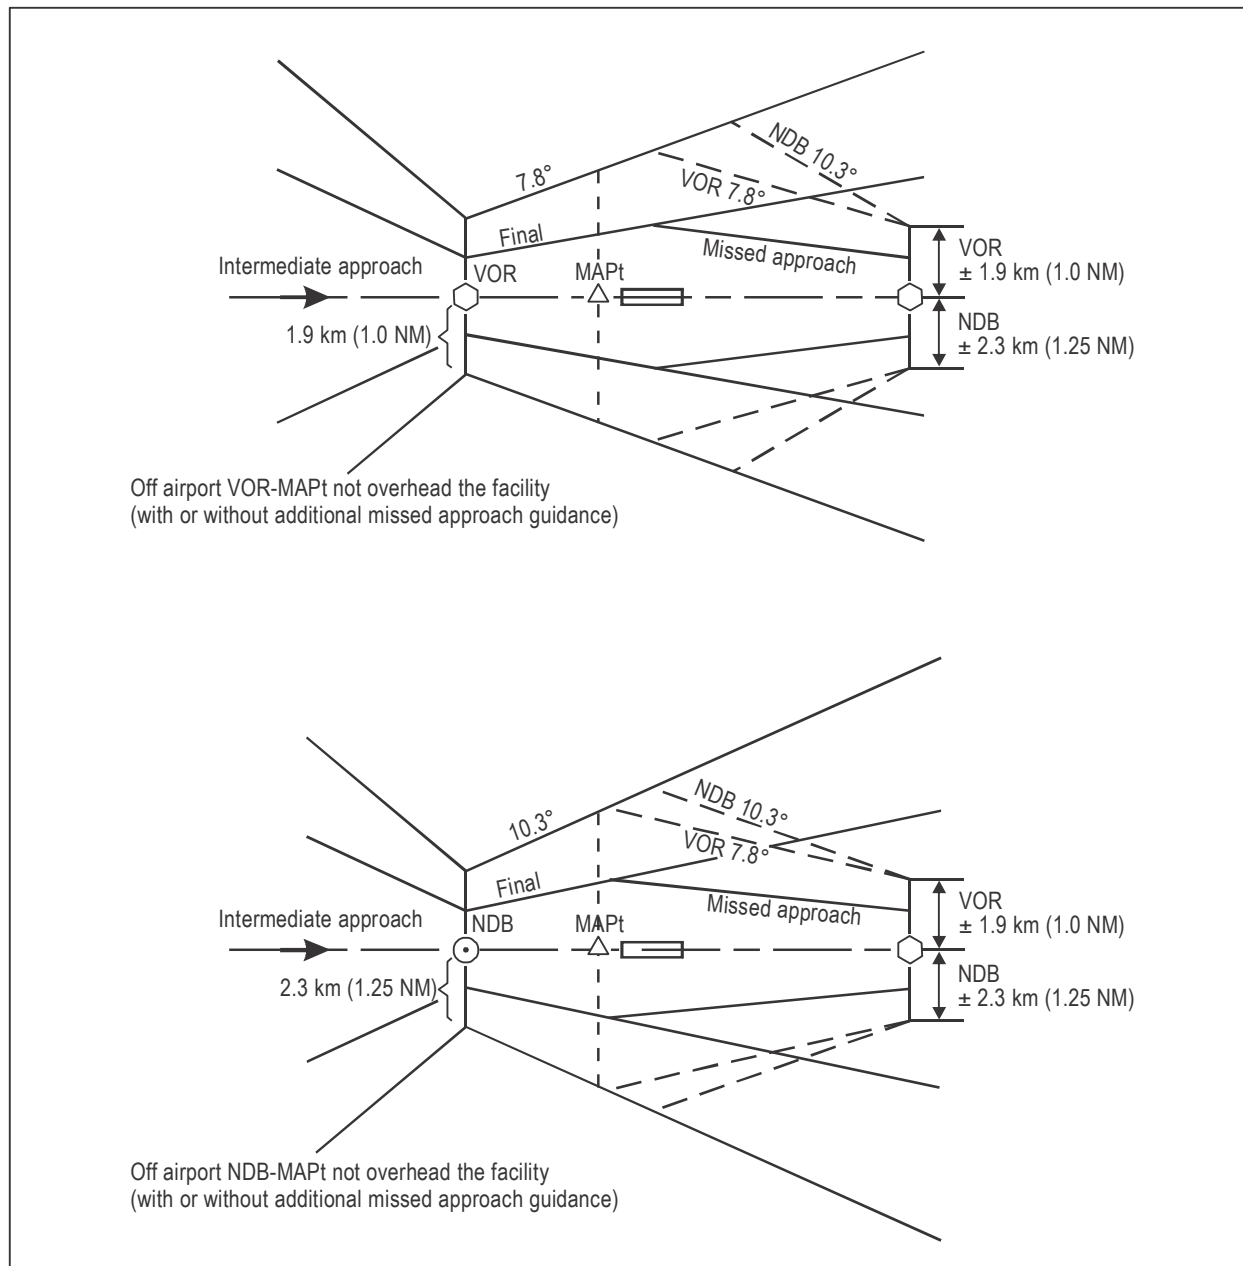 NDB 10.3°
7.8°
VOR 7.8°
Final
VOR
± 1.9 km (1.0 NM)
Missed approach
Intermediate approach
VOR
MAPt
1.9 km (1.0 NM)
NDB
± 2.3 km (1.25 NM)
Off airport VOR-MAPt not overhead the facility
(with or without additional missed approach guidance)
NDB 10.3°
10.3°
VOR 7.8°
Final
VOR
± 1.9 km (1.0 NM)
Missed approach
Intermediate approach
NDB
MAPt
2.3 km (1.25 NM)
NDB
± 2.3 km (1.25 NM)
Off airport NDB-MAPt not overhead the facility
(with or without additional missed approach guidance)